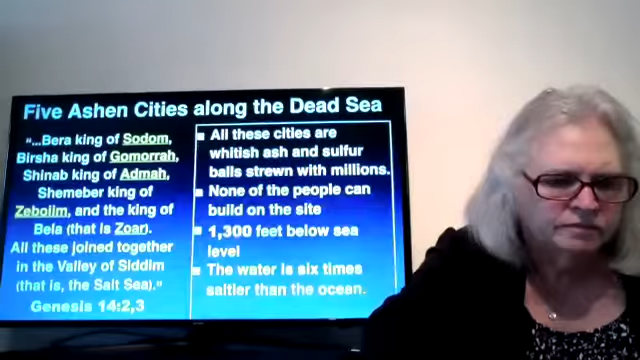 Five Ashen Cities along the Dead Sea
"...Bera king of Sodom,
Birsha king of Gomorrah,
Shinab king of Admah,
Shemeber king of
Zeboiim, and the king of
Bela (that is Zoar).
All these joined together
in the Valley of Siddim
(that is, the Salt Sea)."
Genesis 14:2,3
■ All these cities are
whitish ash and sulfur
balls strewn with millions.
■ None of the people can
build on the site
■ 1,300 feet below sea
level
■ The water is six times
saltier than the ocean.